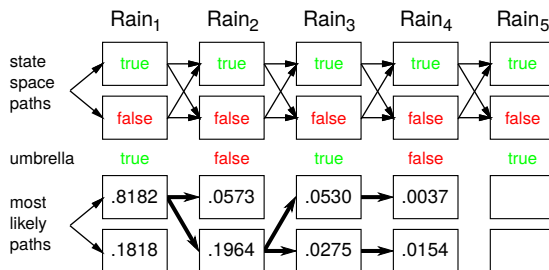 Rain1 Rain2 Rain3 Rain4 Rain5
state space paths
true true true true true
false false false false false
umbrella true false true false true
most likely paths
.8182 .0573 .0530 .0037
.1818 .1964 .0275 .0154